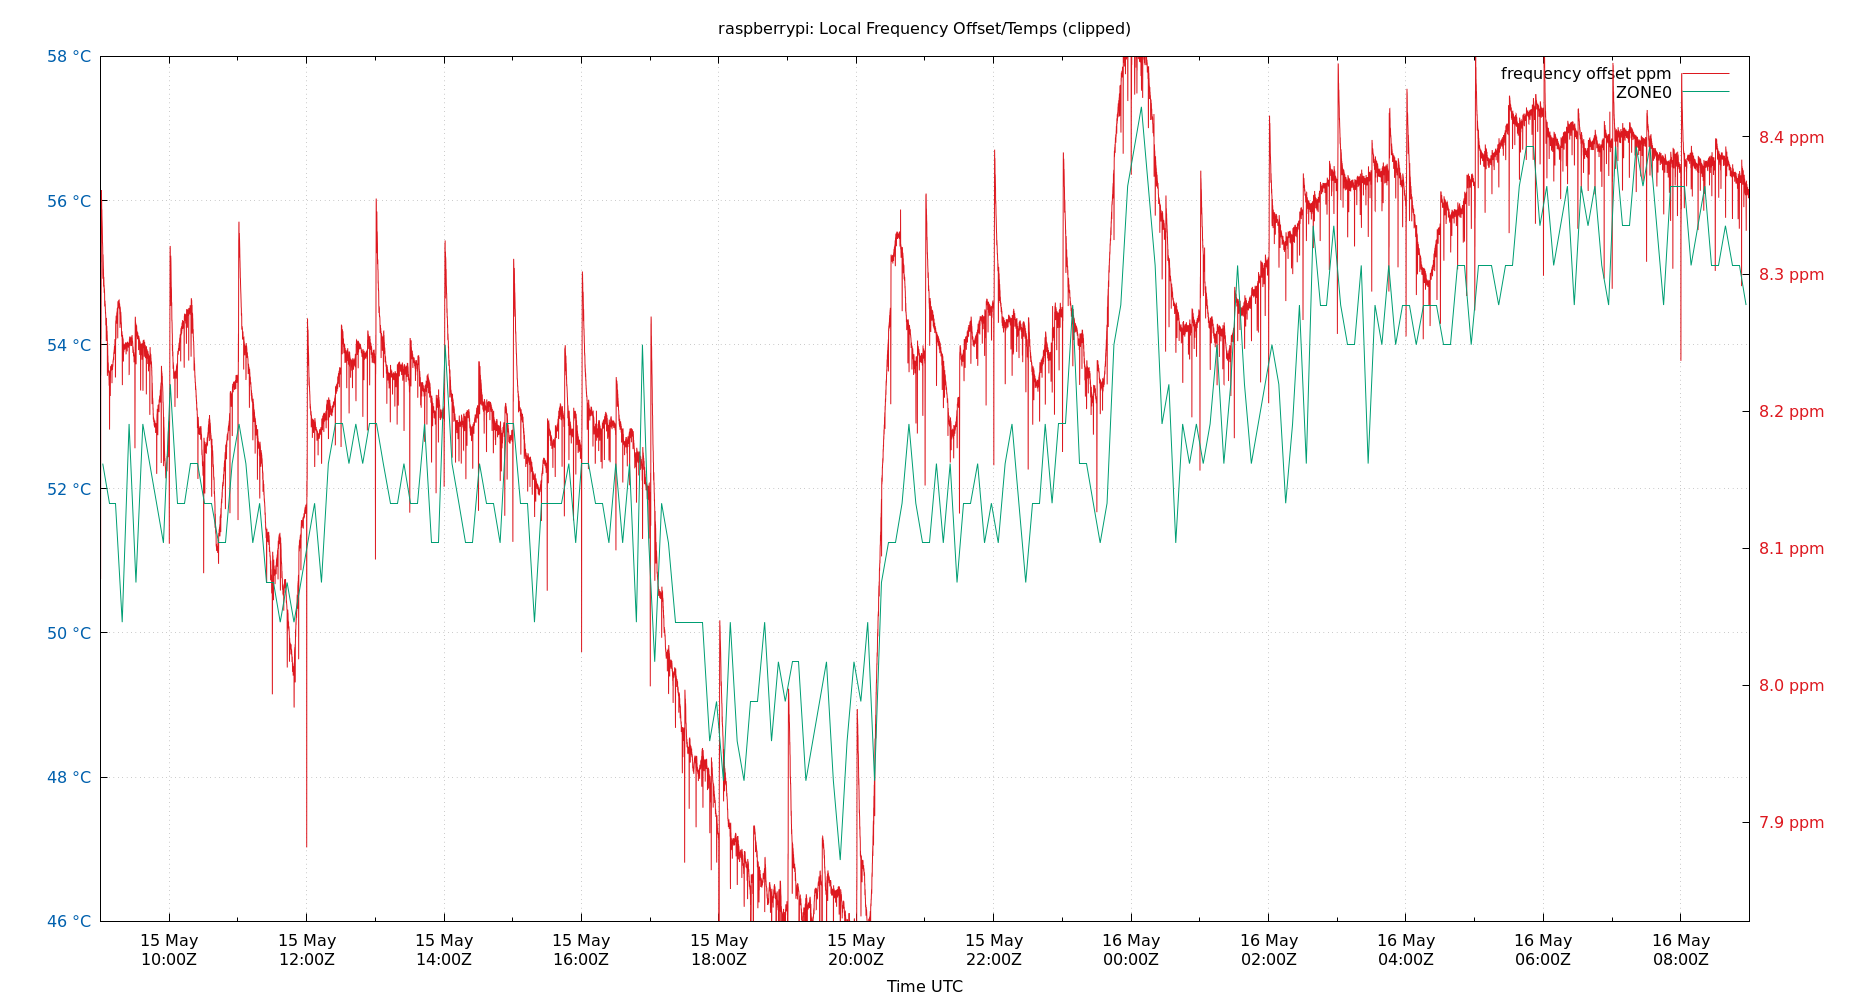 raspberrypi: Local Frequency Offset/Temps (clipped)
58 °C
56 °C
54 °C
52 °C
50 °C
48 °C
46 °C
frequency offset ppm
ZONE0
8.4 ppm
8.3 ppm
8.2 ppm
8.1 ppm
8.0 ppm
7.9 ppm
15 May
10:00Z
15 May
12:00Z
15 May
14:00Z
15 May
16:00Z
15 May
18:00Z
15 May
20:00Z
15 May
22:00Z
16 May
00:00Z
16 May
02:00Z
16 May
04:00Z
16 May
06:00Z
16 May
08:00Z
Time UTC